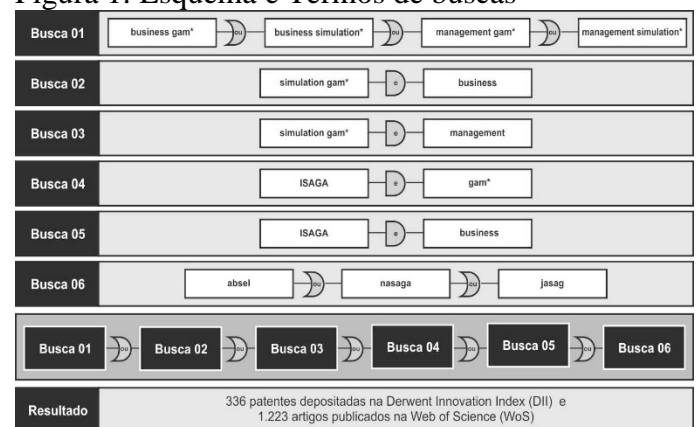 Figura 1: Esquema e Termos de buscas
Busca 01 business gam* ou business simulation* ou management gam* ou management simulation*
Busca 02 simulation gam* e business
Busca 03 simulation gam* e management
Busca 04 ISAGA e gam*
Busca 05 ISAGA e business
Busca 06 absel ou nasaga ou jasag
Busca 01 ou Busca 02 ou Busca 03 ou Busca 04 ou Busca 05 ou Busca 06
Resultado
336 patentes depositadas na Derwent Innovation Index (DII) e
1.223 artigos publicados na Web of Science (WoS)